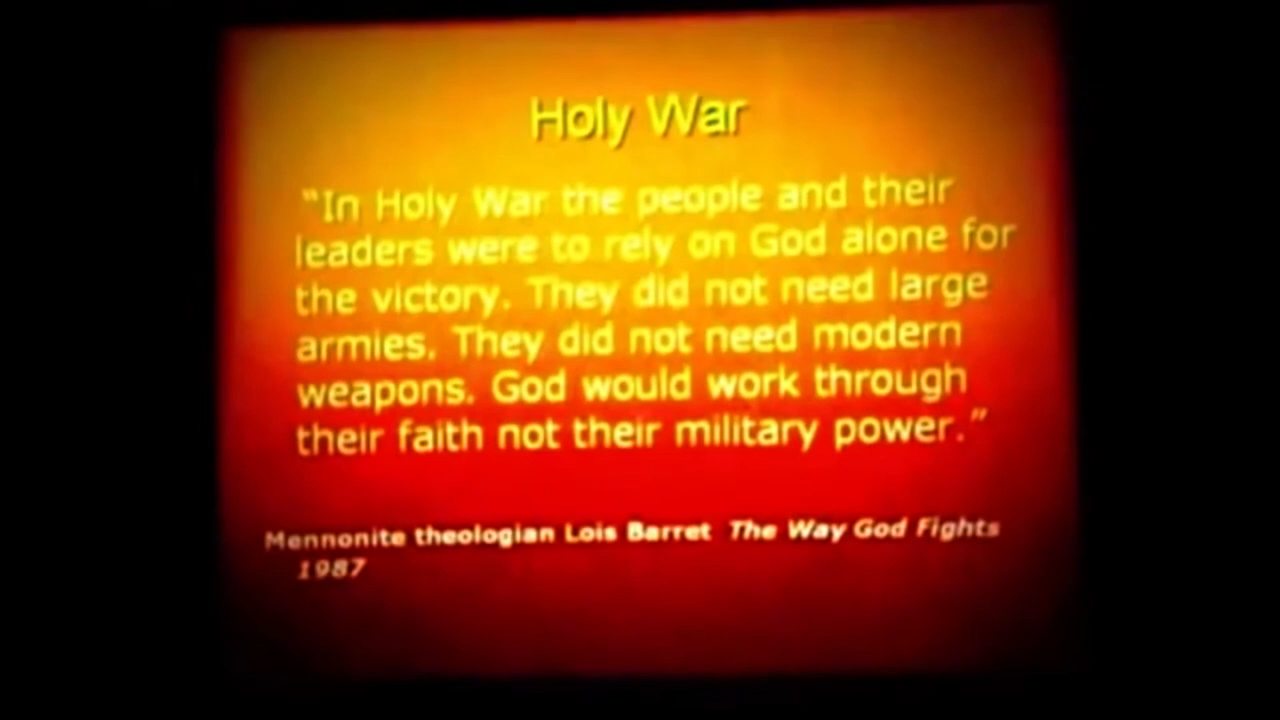 Holy War
“In Holy War the people and their
leaders were to rely on God alone for
the victory. They did not need large
armies. They did not need modern
weapons. God would work through
their faith not their military power.”
Mennonite theologian Lois Barret The Way God Fights
1987